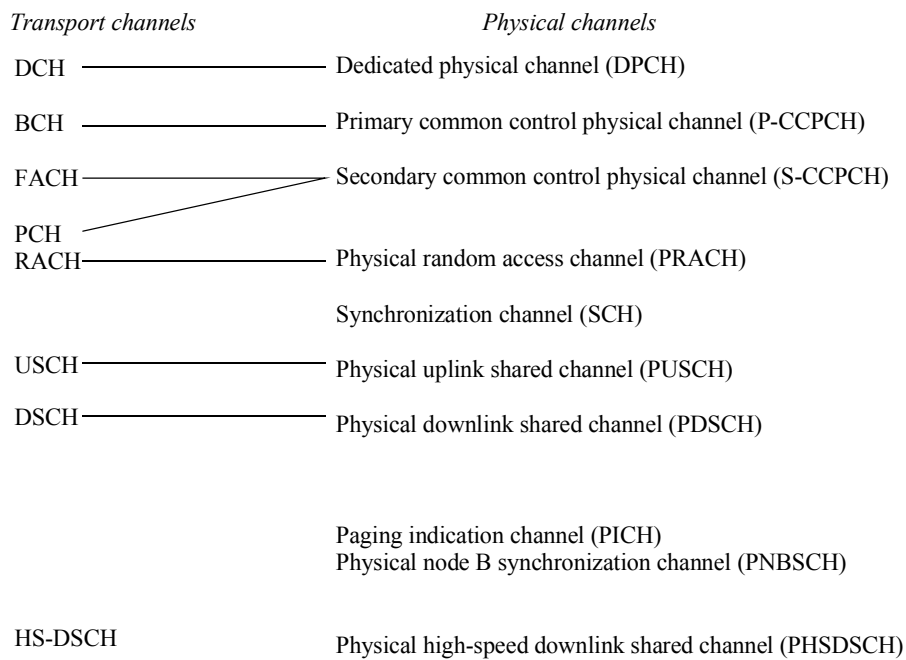 Transport channels Physical channels
DCH Dedicated physical channel (DPCH)
BCH Primary common control physical channel (P-CCPCH)
FACH Secondary common control physical channel (S-CCPCH)
PCH
RACH Physical random access channel (PRACH)
Synchronization channel (SCH)
USCH Physical uplink shared channel (PUSCH)
DSCH Physical downlink shared channel (PDSCH)
Paging indication channel (PICH)
Physical node B synchronization channel (PNBSCH)
HS-DSCH Physical high-speed downlink shared channel (PHSDSCH)